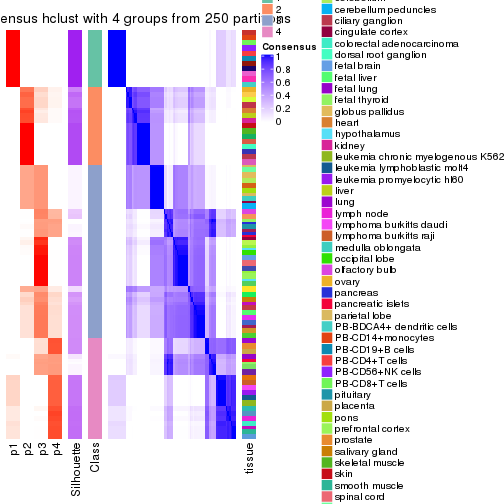 ensus hclust with 4 groups from 250 partitions
2
3
4
Consensus
1
0.8
0.6
0.4
0.2
0
p1
p2
p3
p4
Silhouette
Class
tissue
cerebellum peduncles
ciliary ganglion
cingulate cortex
colorectal adenocarcinoma
dorsal root ganglion
fetal brain
fetal liver
fetal lung
fetal thyroid
globus pallidus
heart
hypothalamus
kidney
leukemia chronic myelogenous K562
leukemia lymphoblastic molt4
leukemia promyelocytic hl60
liver
lung
lymph node
lymphoma burkitts daudi
lymphoma burkitts raji
medulla oblongata
occipital lobe
olfactory bulb
ovary
pancreas
pancreatic islets
parietal lobe
PB-BDCA4+ dendritic cells
PB-CD14+monocytes
PB-CD19+B cells
PB-CD4+T cells
PB-CD56+NK cells
PB-CD8+T cells
pituitary
placenta
pons
prefrontal cortex
prostate
salivary gland
skeletal muscle
skin
smooth muscle
spinal cord